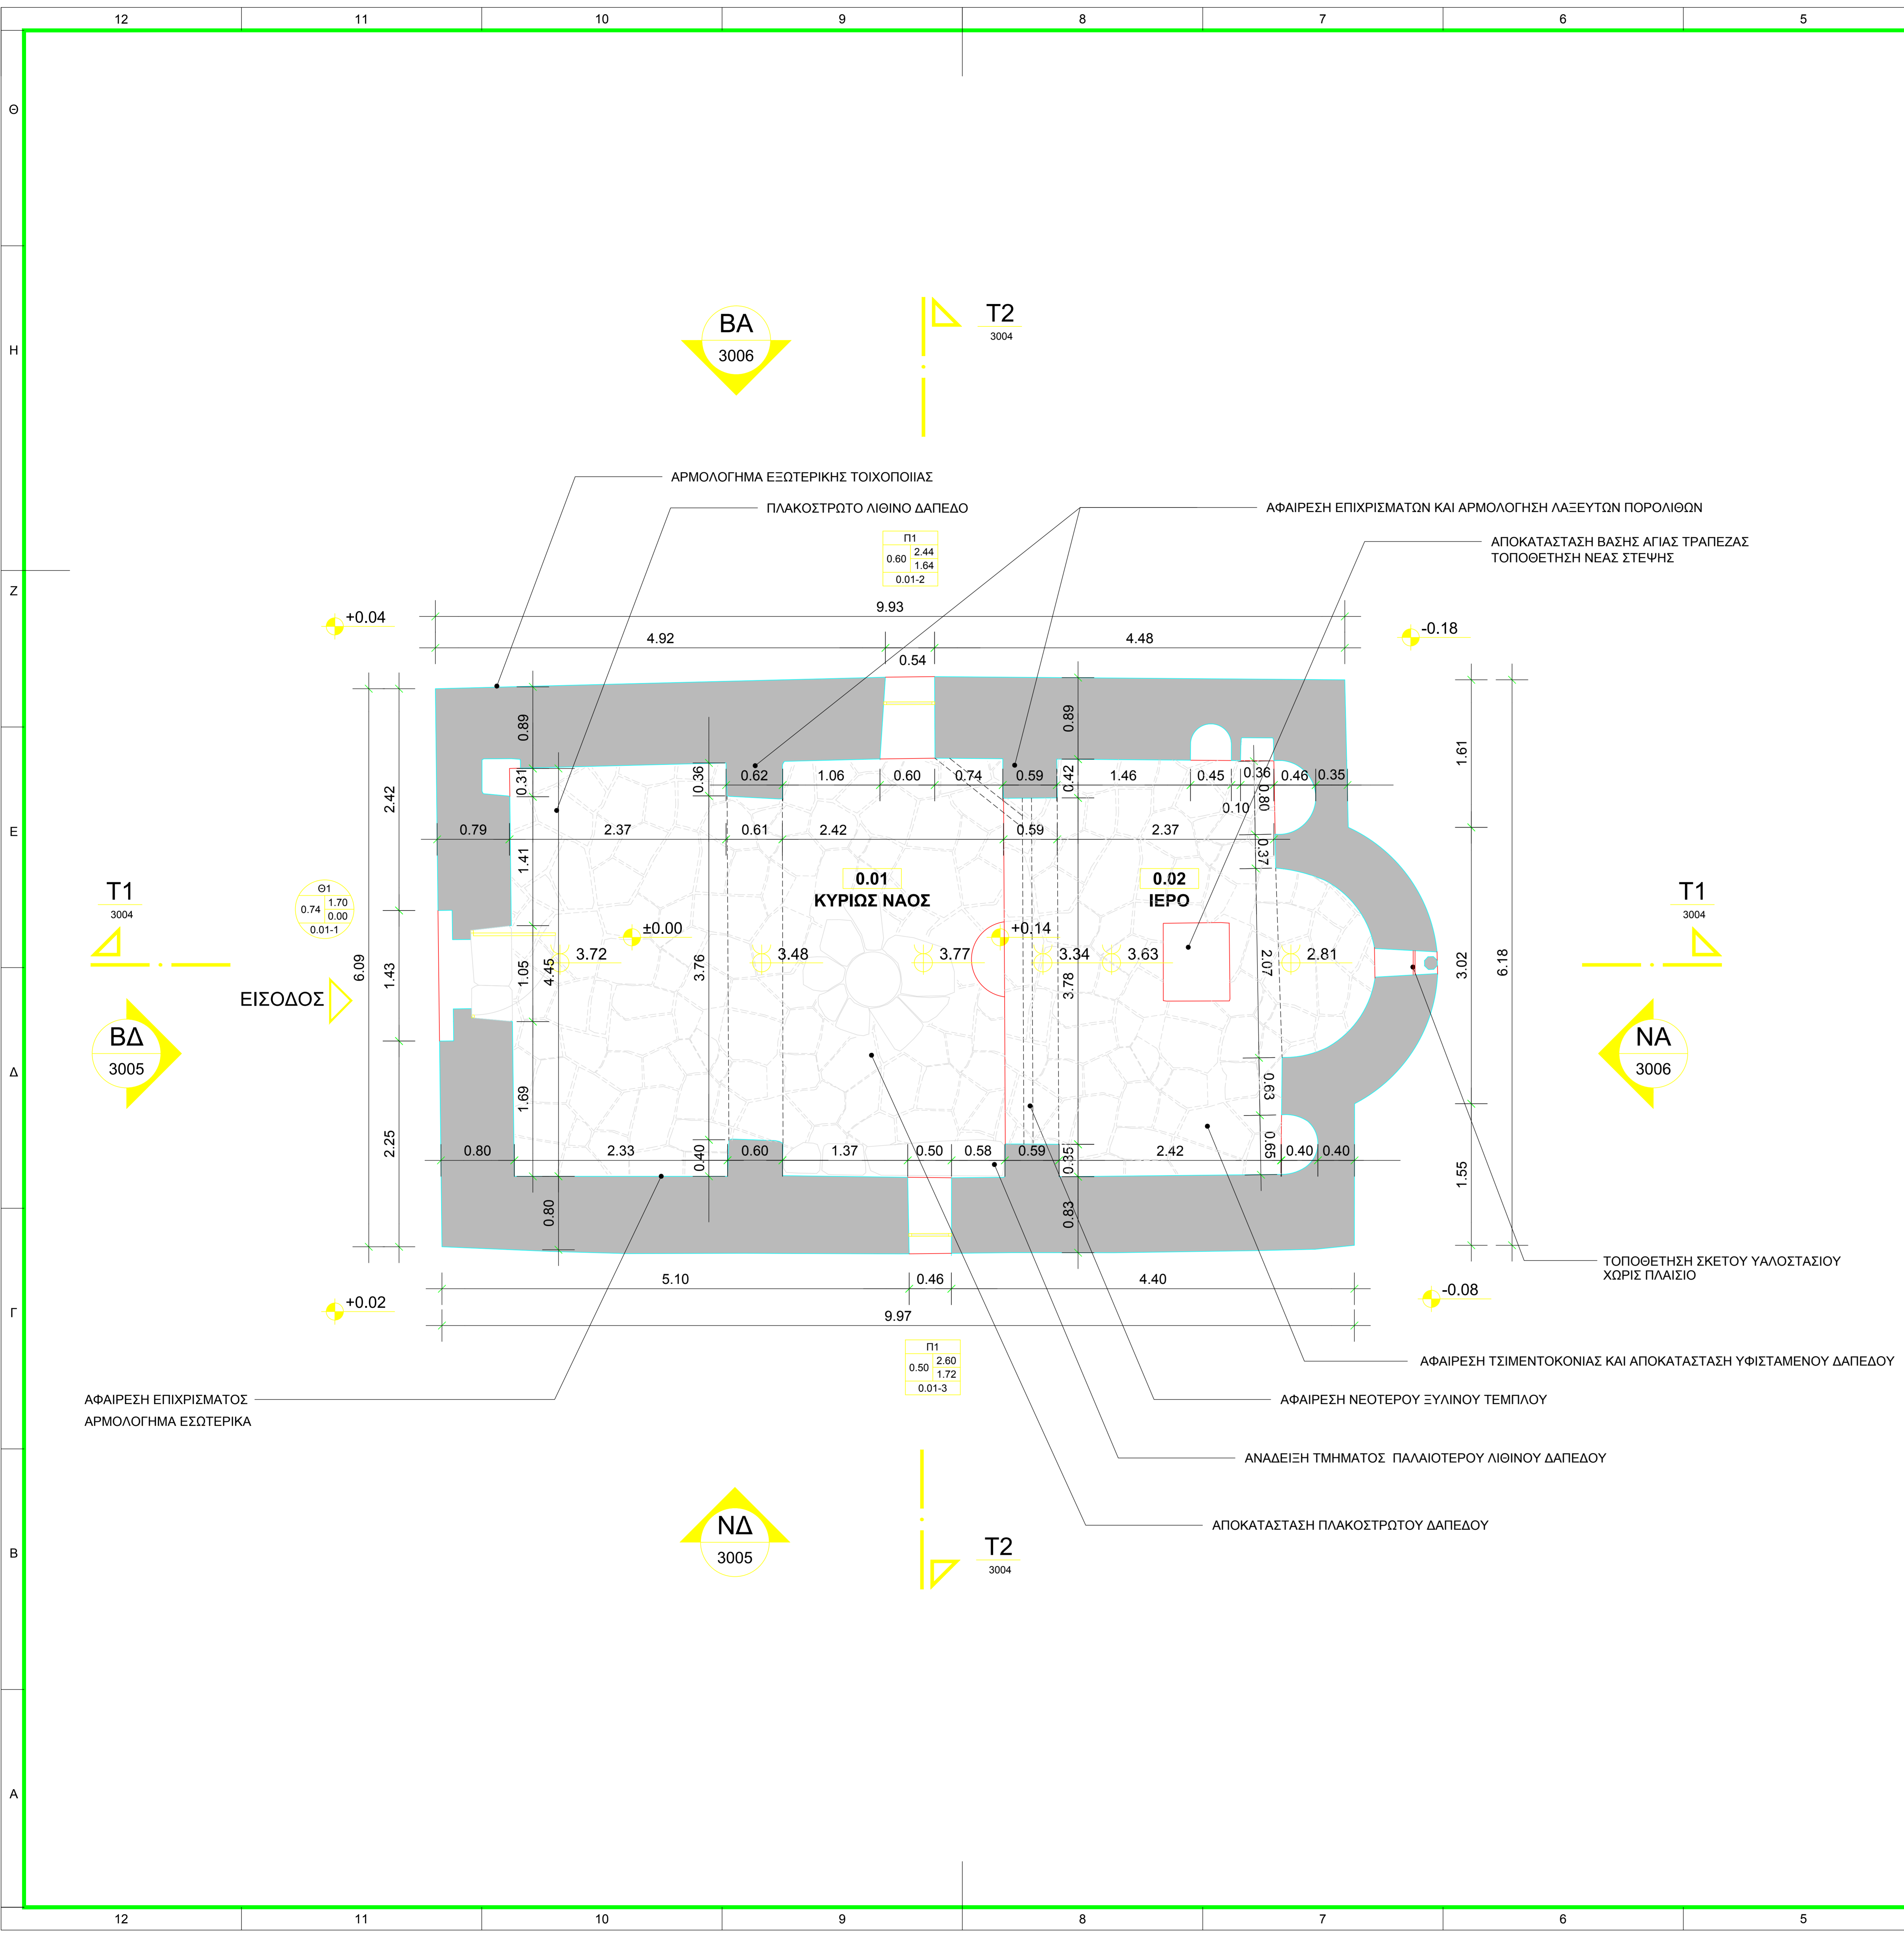 12 11 10 9 8 7 6 5
Θ
Η
Ζ
Ε
Δ
Γ
Β
Α
ΒΑ
3006
Τ2
3004
ΑΡΜΟΛΟΓΗΜΑ ΕΞΩΤΕΡΙΚΗΣ ΤΟΙΧΟΠΟΙΙΑΣ
ΠΛΑΚΟΣΤΡΩΤΟ ΛΙΘΙΝΟ ΔΑΠΕΔΟ
ΑΦΑΙΡΕΣΗ ΕΠΙΧΡΙΣΜΑΤΩΝ ΚΑΙ ΑΡΜΟΛΟΓΗΣΗ ΛΑΞΕΥΤΩΝ ΠΟΡΟΛΙΘΩΝ
ΑΠΟΚΑΤΑΣΤΑΣΗ ΒΑΣΗΣ ΑΓΙΑΣ ΤΡΑΠΕΖΑΣ
ΤΟΠΟΘΕΤΗΣΗ ΝΕΑΣ ΣΤΕΨΗΣ
Π1
0.60 2.44
1.64
0.01-2
9.93
+0.04
-0.18
4.92
4.48
0.54
0.89
0.89
0.31
0.36
0.62
1.06
0.60
0.74
0.59
0.42
1.46
0.45
0.36
0.46
0.35
0.10
0.80
1.61
2.42
0.79
2.37
0.61
2.42
0.59
2.37
1.41
0.37
Τ1
3004
Θ1
0.74 1.70
0.00
0.01-1
0.01
ΚΥΡΙΩΣ ΝΑΟΣ
0.02
ΙΕΡΟ
Τ1
3004
±0.00
+0.14
3.72
3.48
3.77
3.34
3.63
2.81
6.09
1.43
1.05
4.45
3.76
3.78
2.07
3.02
6.18
ΕΙΣΟΔΟΣ
ΒΔ
3005
ΝΑ
3006
1.69
0.63
2.25
0.80
2.33
0.40
0.60
1.37
0.50
0.58
0.59
0.35
2.42
0.65
0.40
0.40
1.55
0.80
0.83
5.10
0.46
4.40
+0.02
-0.08
9.97
ΤΟΠΟΘΕΤΗΣΗ ΣΚΕΤΟΥ ΥΑΛΟΣΤΑΣΙΟΥ
ΧΩΡΙΣ ΠΛΑΙΣΙΟ
Π1
0.50 2.60
1.72
0.01-3
ΑΦΑΙΡΕΣΗ ΤΣΙΜΕΝΤΟΚΟΝΙΑΣ ΚΑΙ ΑΠΟΚΑΤΑΣΤΑΣΗ ΥΦΙΣΤΑΜΕΝΟΥ ΔΑΠΕΔΟΥ
ΑΦΑΙΡΕΣΗ ΕΠΙΧΡΙΣΜΑΤΟΣ
ΑΡΜΟΛΟΓΗΜΑ ΕΣΩΤΕΡΙΚΑ
ΑΦΑΙΡΕΣΗ ΝΕΟΤΕΡΟΥ ΞΥΛΙΝΟΥ ΤΕΜΠΛΟΥ
ΑΝΑΔΕΙΞΗ ΤΜΗΜΑΤΟΣ ΠΑΛΑΙΟΤΕΡΟΥ ΛΙΘΙΝΟΥ ΔΑΠΕΔΟΥ
ΑΠΟΚΑΤΑΣΤΑΣΗ ΠΛΑΚΟΣΤΡΩΤΟΥ ΔΑΠΕΔΟΥ
ΝΔ
3005
Τ2
3004
12 11 10 9 8 7 6 5